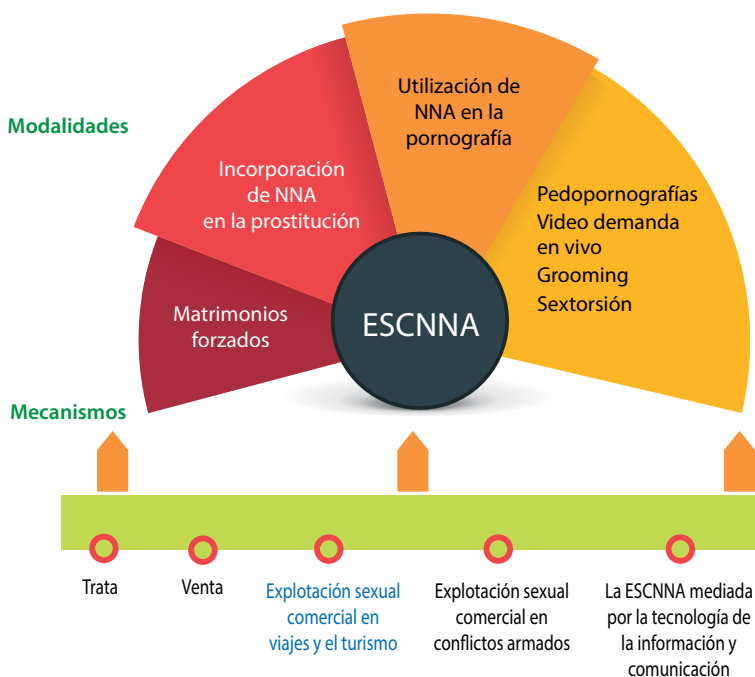 Modalidades
Utilización de
NNA en la
pornografía
Incorporación
de NNA
en la prostitución
Pedopornografías
Video demanda
en vivo
Grooming
Sextorsión
Matrimonios
forzados
ESCNNA
Mecanismos
Trata
Venta
Explotación sexual
comercial en
viajes y el turismo
Explotación sexual
comercial en
conflictos armados
La ESCNNA mediada
por la tecnología de
la información y
comunicación